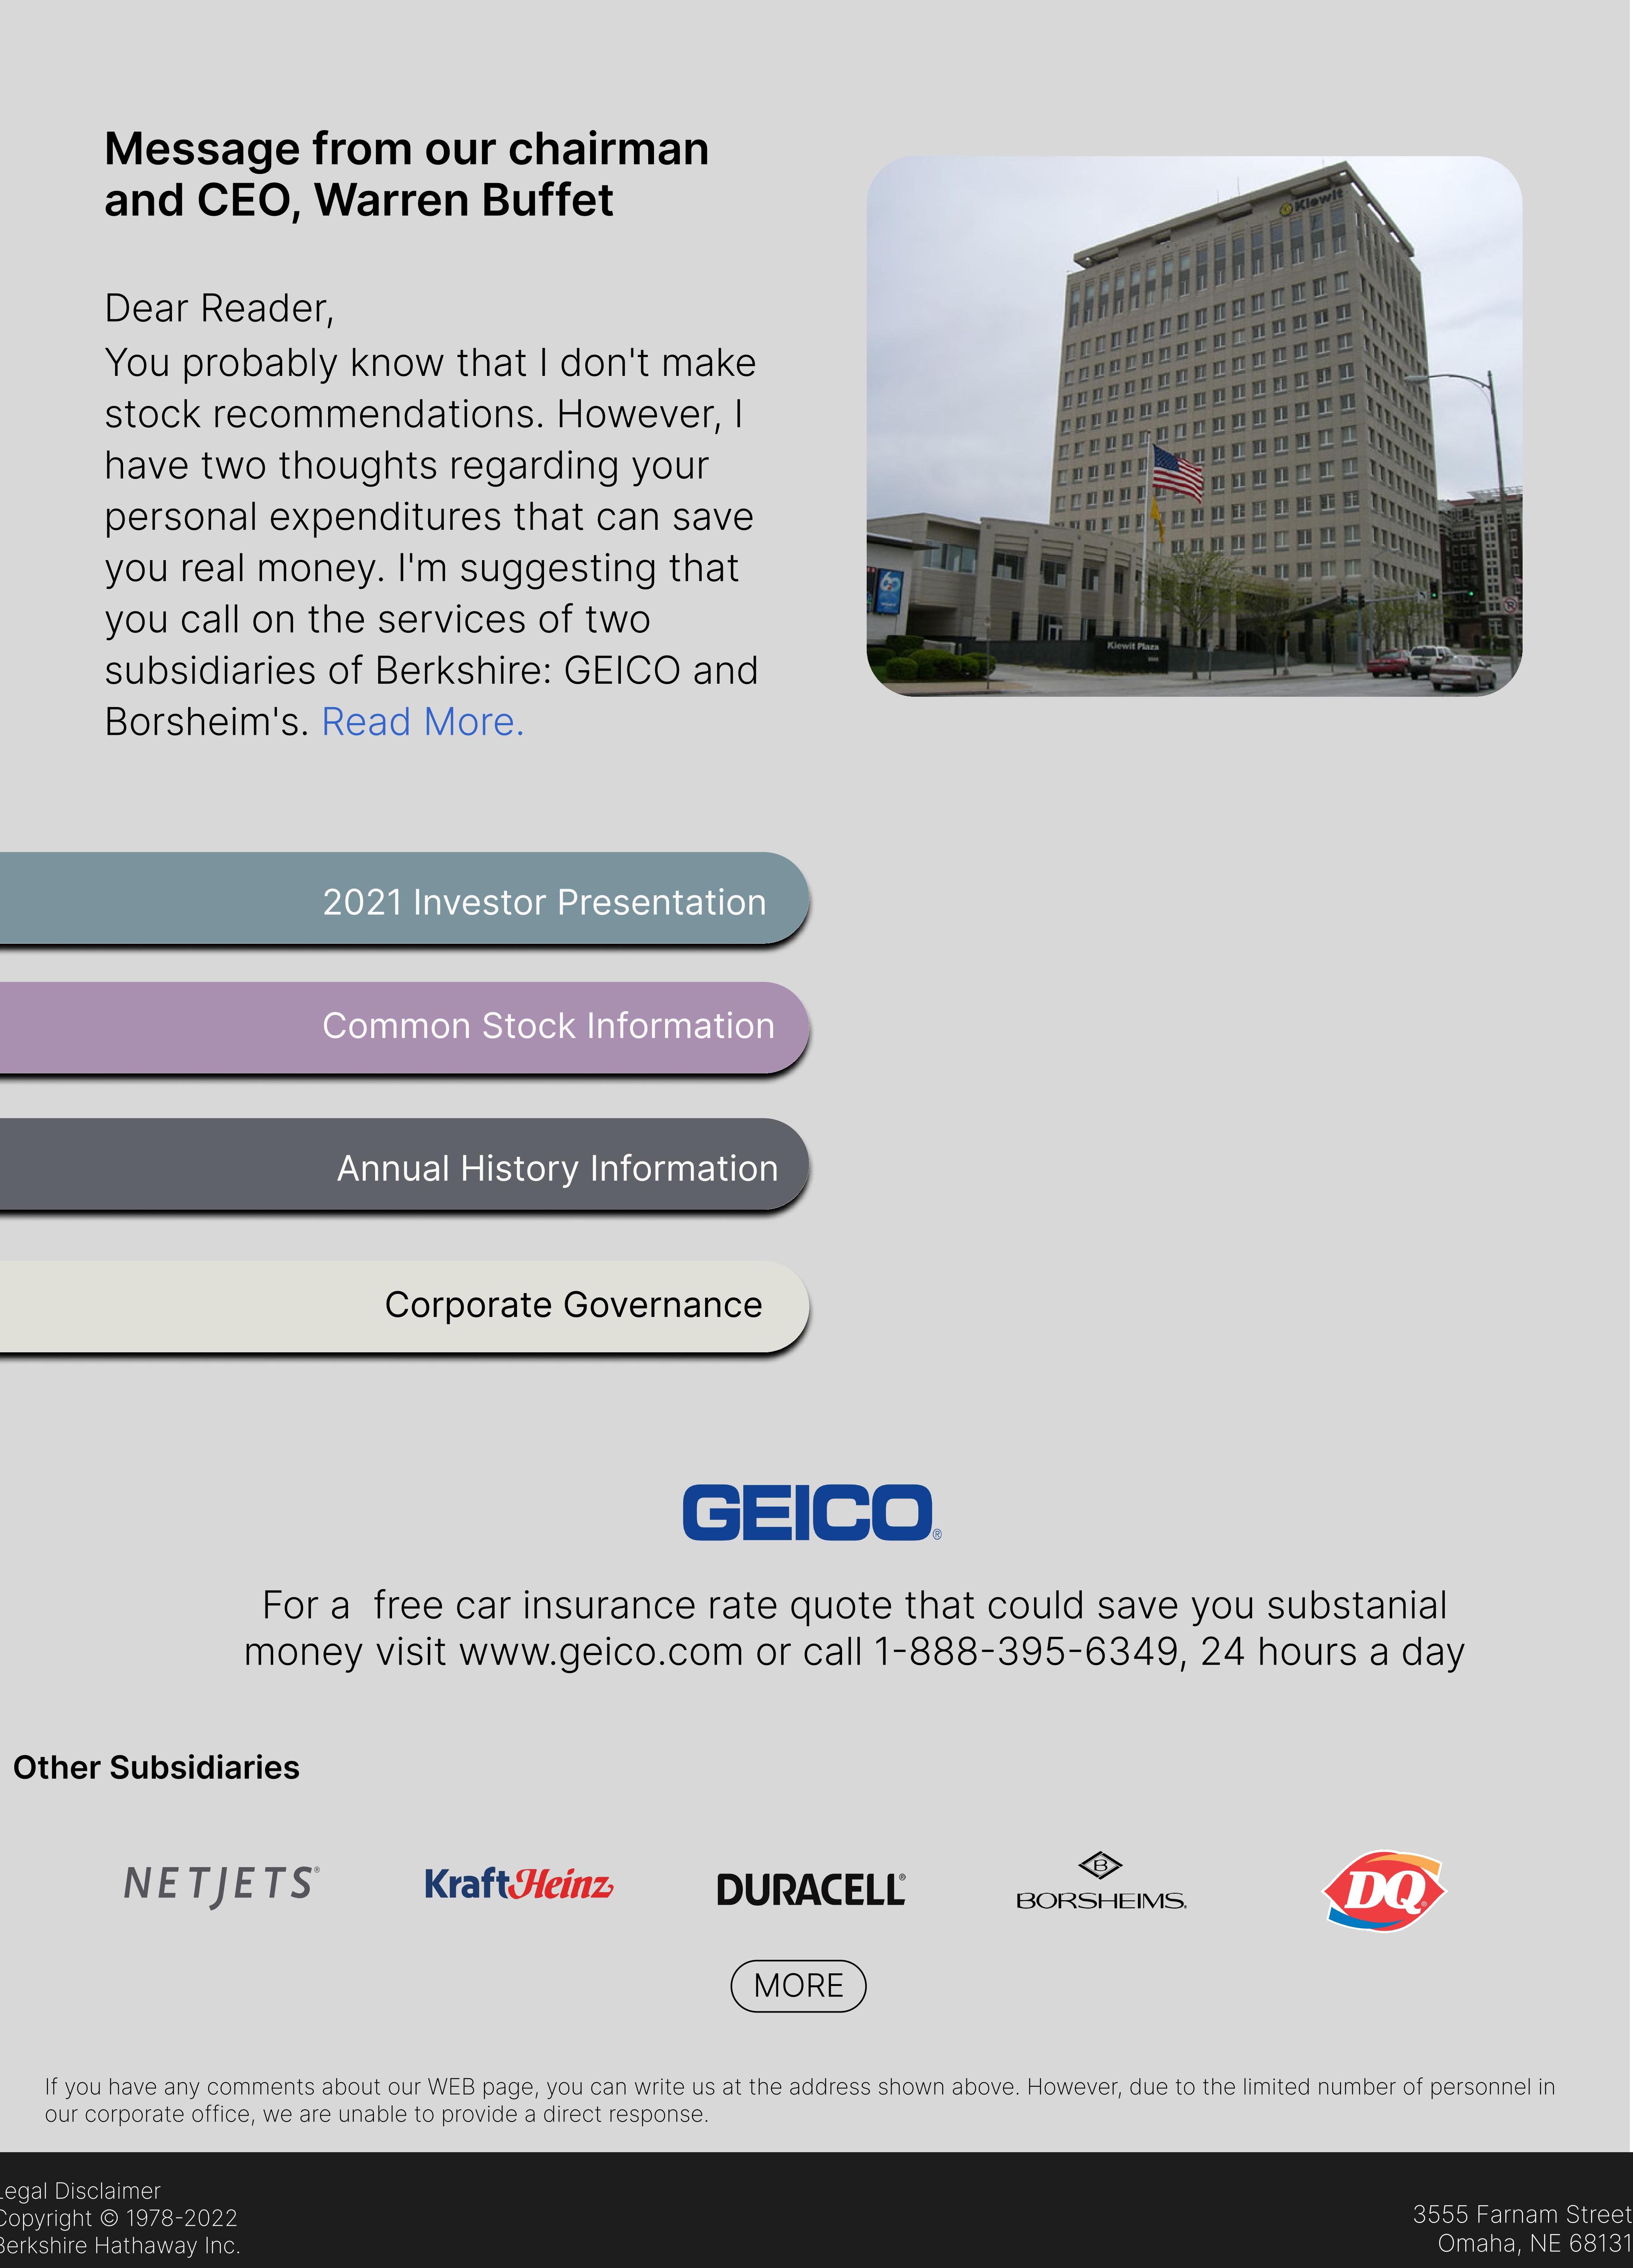 Message from our chairman
and CEO, Warren Buffet
Dear Reader,
You probably know that I don't make
stock recommendations. However, I
have two thoughts regarding your
personal expenditures that can save
you real money. I'm suggesting that
you call on the services of two
subsidiaries of Berkshire: GEICO and
Borsheim's. Read More.
Kiewit
Kiewit Plaza
2021 Investor Presentation
Common Stock Information
Annual History Information
Corporate Governance
GEICO®
For a  free car insurance rate quote that could save you substanial
money visit www.geico.com or call 1-888-395-6349, 24 hours a day
Other Subsidiaries
NETJETS®
KraftHeinz
DURACELL®
B
BORSHEIMS®
DQ®
MORE
If you have any comments about our WEB page, you can write us at the address shown above. However, due to the limited number of personnel in
our corporate office, we are unable to provide a direct response.
Legal Disclaimer
Copyright © 1978-2022
Berkshire Hathaway Inc.
3555 Farnam Street
Omaha, NE 68131